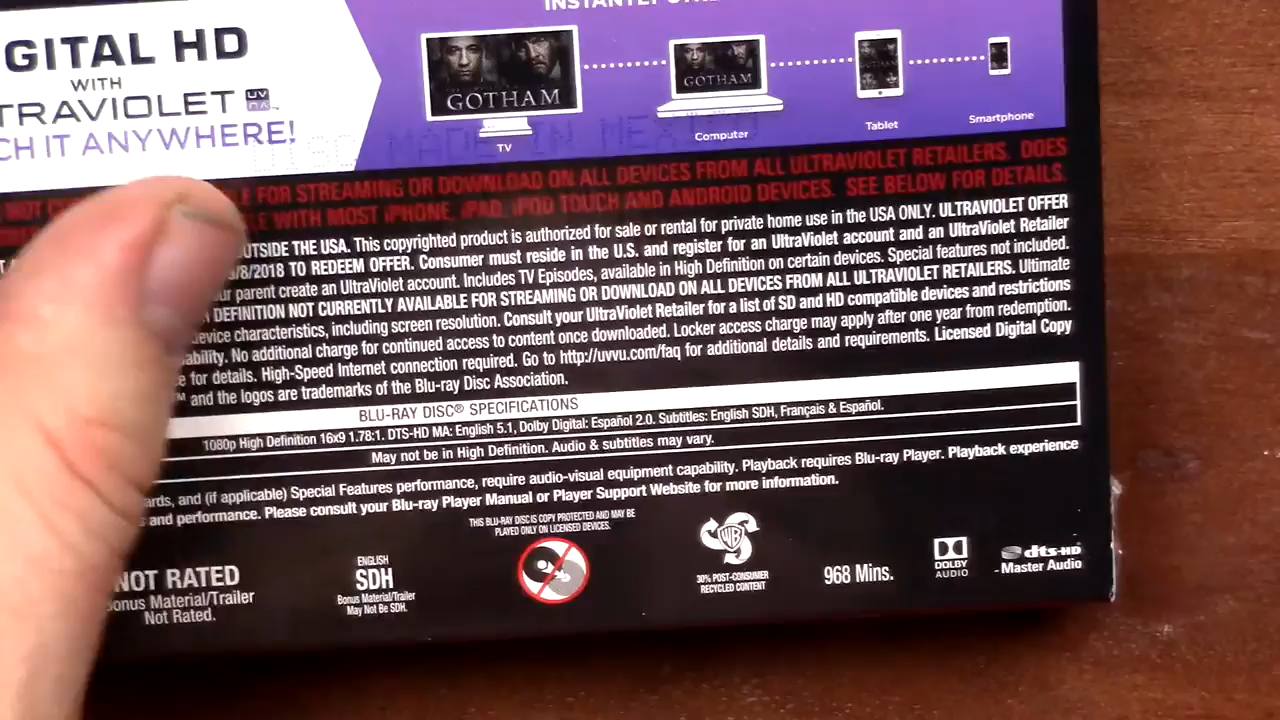 INSTANTLY
GITAL HD
WITH
TRAVIOLET UV
CH IT ANYWHERE!
GOTHAM
GOTHAM
GOTHAM
TV
Computer
Tablet
Smartphone
DISC MADE IN MEXICO
FOR STREAMING OR DOWNLOAD ON ALL DEVICES FROM ALL ULTRAVIOLET RETAILERS. DOES
WITH MOST iPHONE, iPAD, iPOD TOUCH AND ANDROID DEVICES. SEE BELOW FOR DETAILS.
UTSIDE THE USA. This copyrighted product is authorized for sale or rental for private home use in the USA ONLY. ULTRAVIOLET OFFER
/8/2018 TO REDEEM OFFER. Consumer must reside in the U.S. and register for an UltraViolet account and an UltraViolet Retailer
ur parent create an UltraViolet account. Includes TV Episodes, available in High Definition on certain devices. Special features not included.
DEFINITION NOT CURRENTLY AVAILABLE FOR STREAMING OR DOWNLOAD ON ALL DEVICES FROM ALL ULTRAVIOLET RETAILERS. Ultimate
device characteristics, including screen resolution. Consult your UltraViolet Retailer for a list of SD and HD compatible devices and restrictions
ability. No additional charge for continued access to content once downloaded. Locker access charge may apply after one year from redemption.
e for details. High-Speed Internet connection required. Go to http://uvvu.com/faq for additional details and requirements. Licensed Digital Copy
™ and the logos are trademarks of the Blu-ray Disc Association.
BLU-RAY DISC® SPECIFICATIONS
1080p High Definition 16x9 1.78:1. DTS-HD MA: English 5.1, Dolby Digital: Español 2.0. Subtitles: English SDH, Français & Español.
May not be in High Definition. Audio & subtitles may vary.
ards, and (if applicable) Special Features performance, require audio-visual equipment capability. Playback requires Blu-ray Player. Playback experience
s and performance. Please consult your Blu-ray Player Manual or Player Support Website for more information.
THIS BLU-RAY DISC IS COPY PROTECTED AND MAY BE
PLAYED ONLY ON LICENSED DEVICES.
NOT RATED
onus Material/Trailer
Not Rated.
ENGLISH
SDH
Bonus Material/Trailer
May Not Be SDH.
WB
30% POST-CONSUMER
RECYCLED CONTENT
968 Mins.
DOLBY
AUDIO
dts-HD
Master Audio